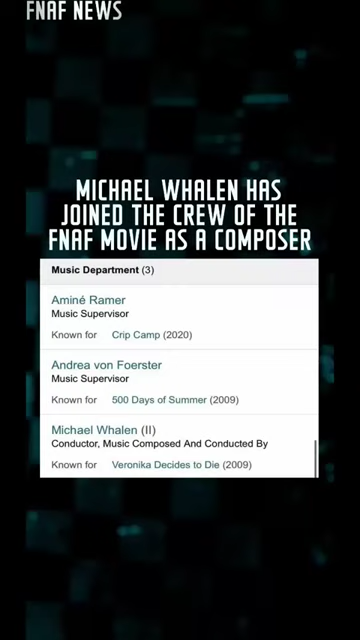 FNAF NEWS
MICHAEL WHALEN HAS
JOINED THE CREW OF THE
FNAF MOVIE AS A COMPOSER
Music Department (3)
Aminé Ramer
Music Supervisor
Known for Crip Camp (2020)
Andrea von Foerster
Music Supervisor
Known for 500 Days of Summer (2009)
Michael Whalen (II)
Conductor, Music Composed And Conducted By
Known for Veronika Decides to Die (2009)